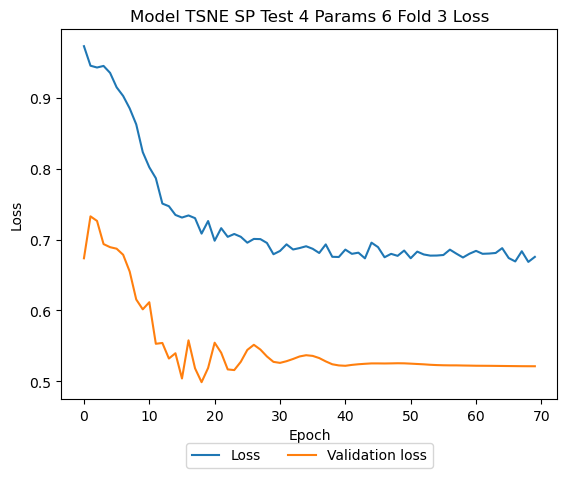 Model TSNE SP Test 4 Params 6 Fold 3 Loss
Loss
0.9
0.8
0.7
0.6
0.5
0 10 20 30 40 50 60 70
Epoch
Loss Validation loss